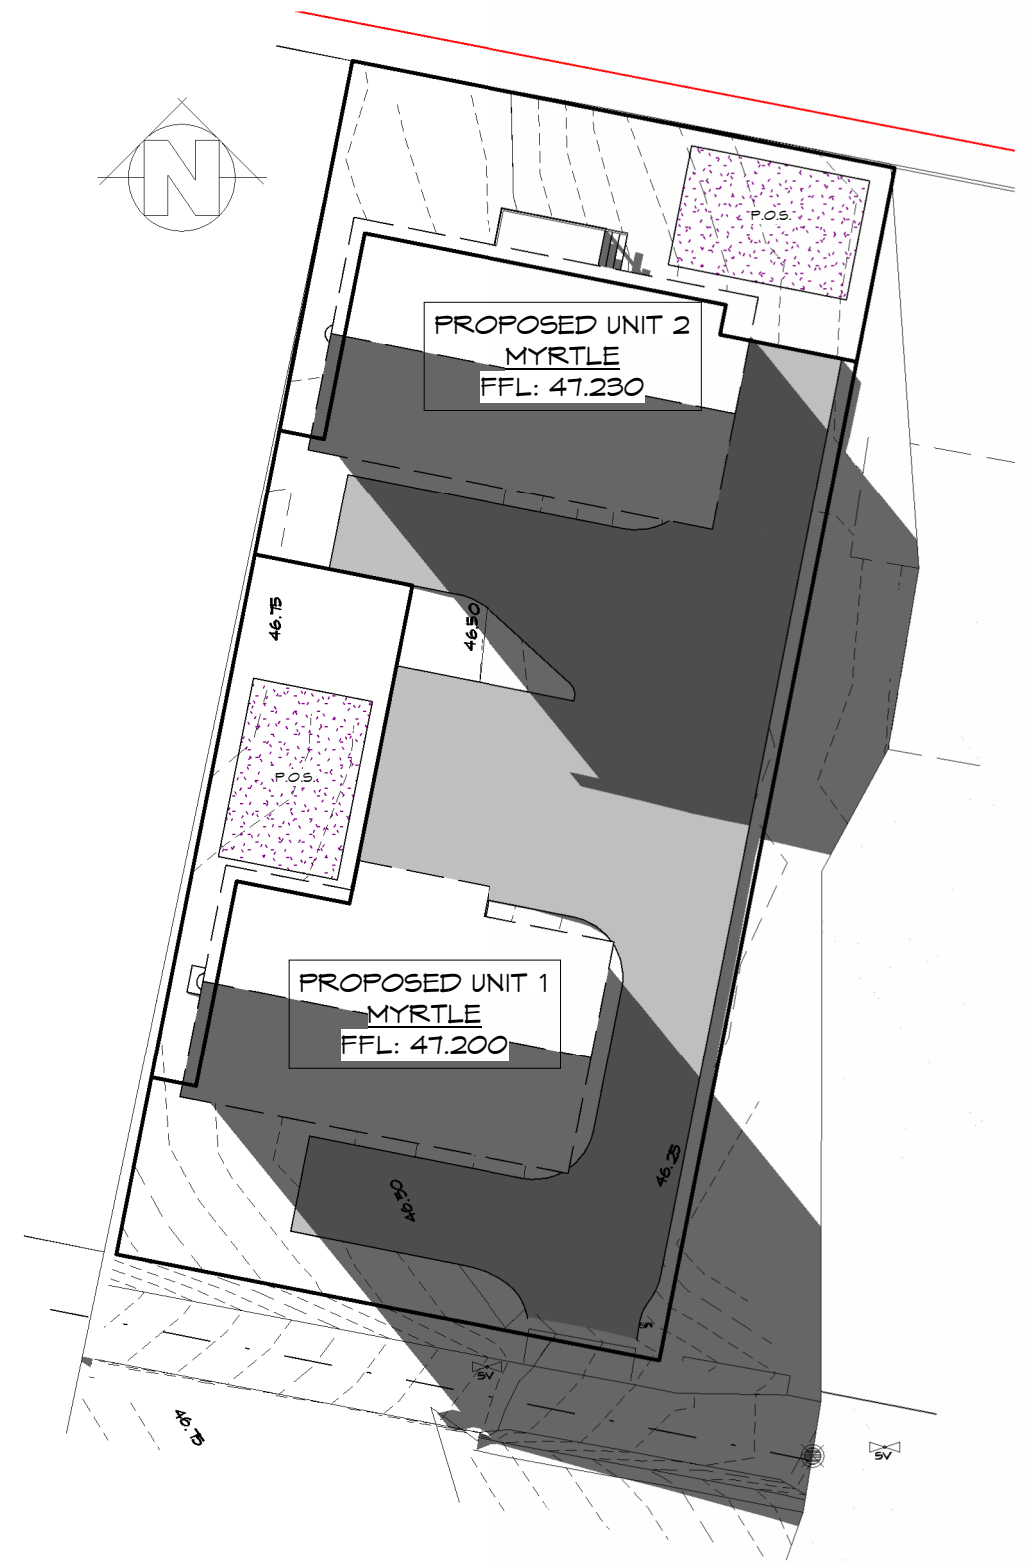 N
P.O.S.
PROPOSED UNIT 2
MYRTLE
FFL: 47.230
46.75
46.50
P.O.S.
PROPOSED UNIT 1
MYRTLE
FFL: 47.200
46.25
46.50
SV
46.75
SV